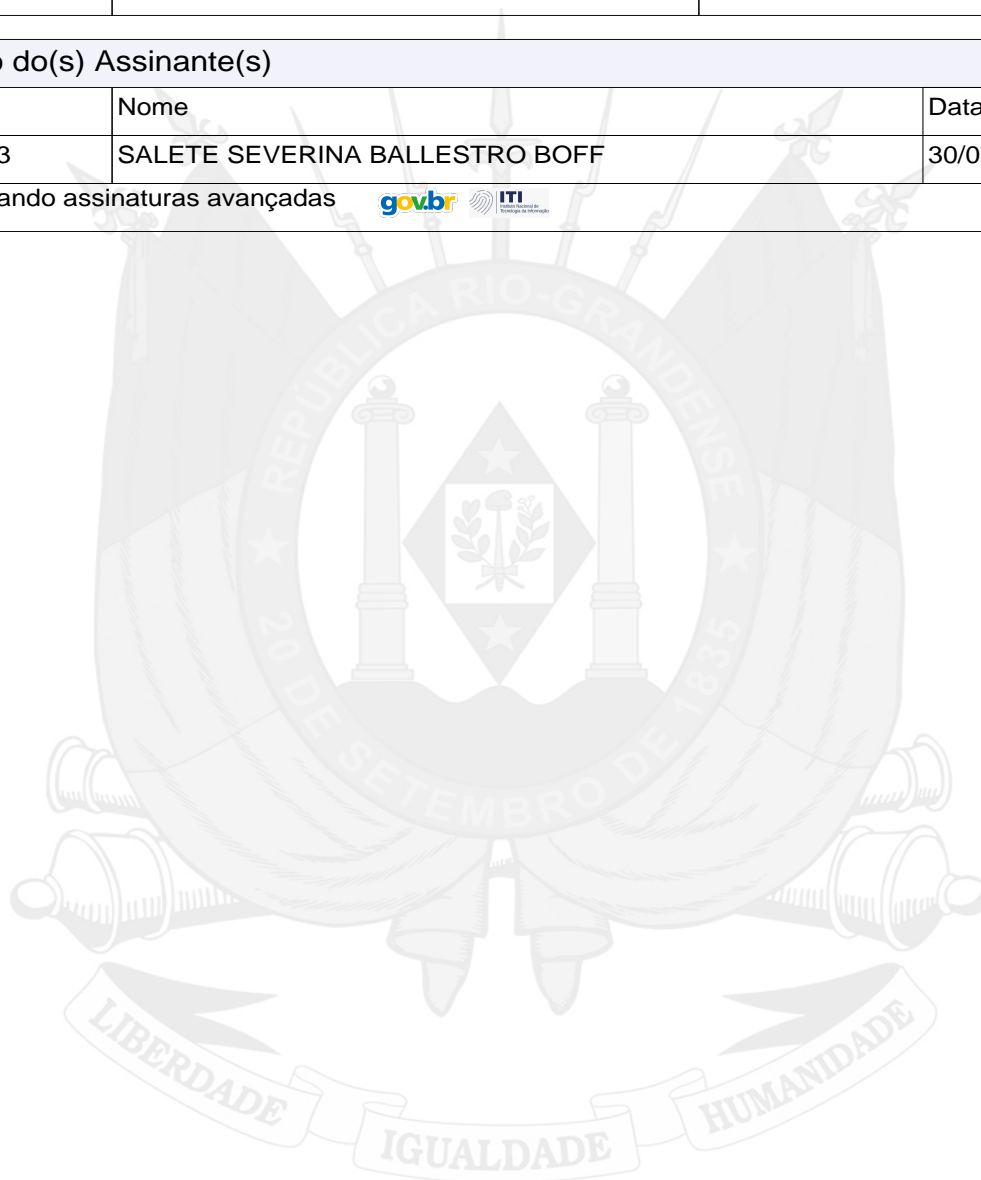 o do(s) Assinante(s)
Nome Data
3 SALETE SEVERINA BALLESTRO BOFF 30/0
ando assinaturas avançadas gov.br ITI
REPÚBLICA RIO-GRANDENSE
20 DE SETEMBRO DE 1835
LIBERDADE IGUALDADE HUMANIDADE